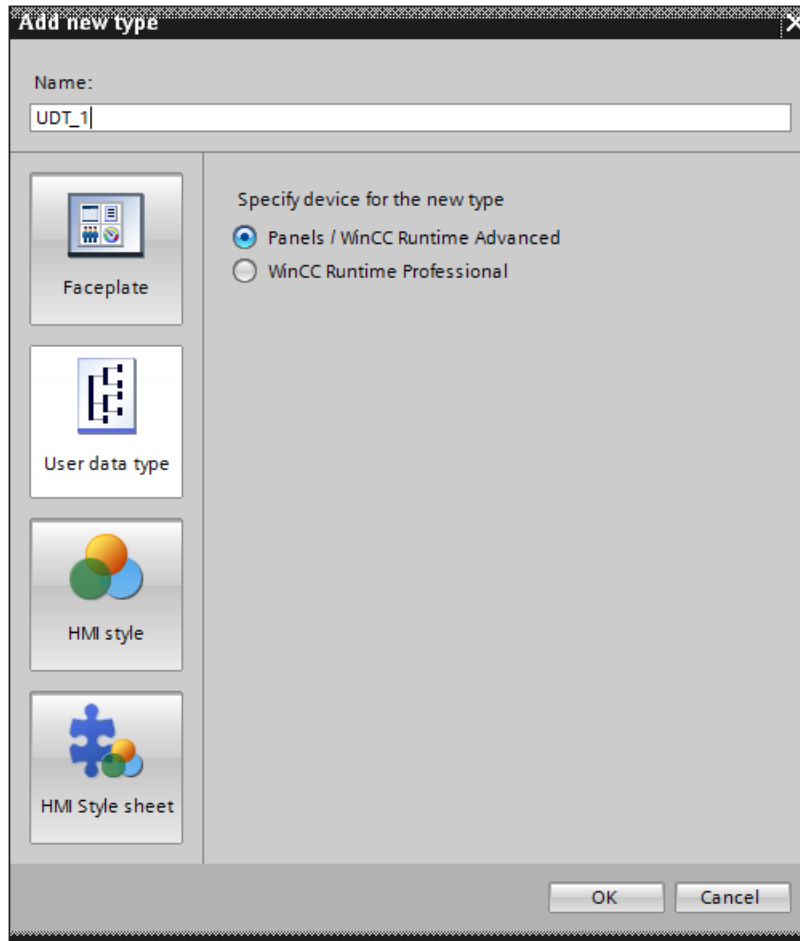 Add new type
Name:
UDT_1
Faceplate
User data type
HMI style
HMI Style sheet
Specify device for the new type
Panels / WinCC Runtime Advanced
WinCC Runtime Professional
OK
Cancel